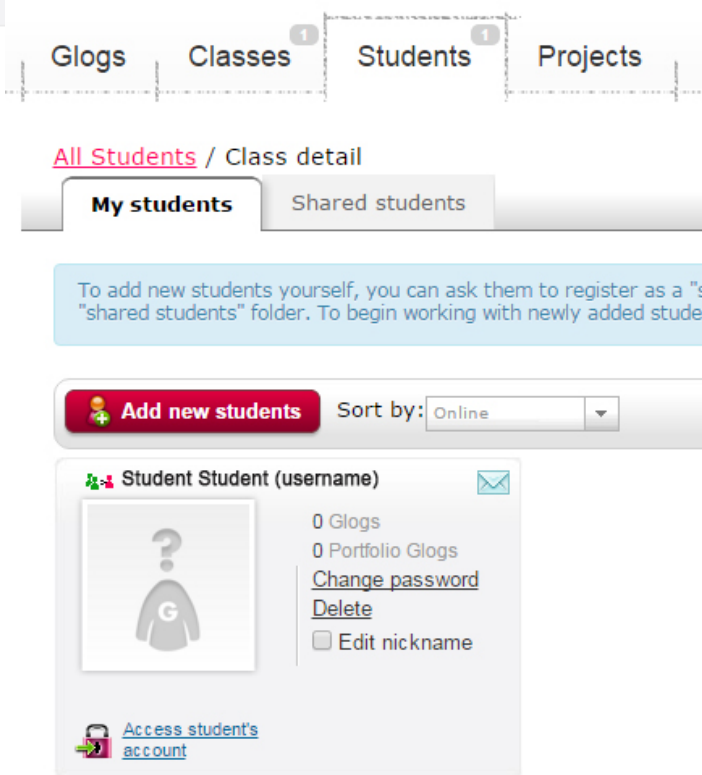 Glogs Classes 1 Students 1 Projects
All Students / Class detail
My students Shared students
To add new students yourself, you can ask them to register as a "s
"shared students" folder. To begin working with newly added stude
Add new students Sort by: Online
Student Student (username)
0 Glogs
0 Portfolio Glogs
Change password
Delete
Edit nickname
G
Access student's
account